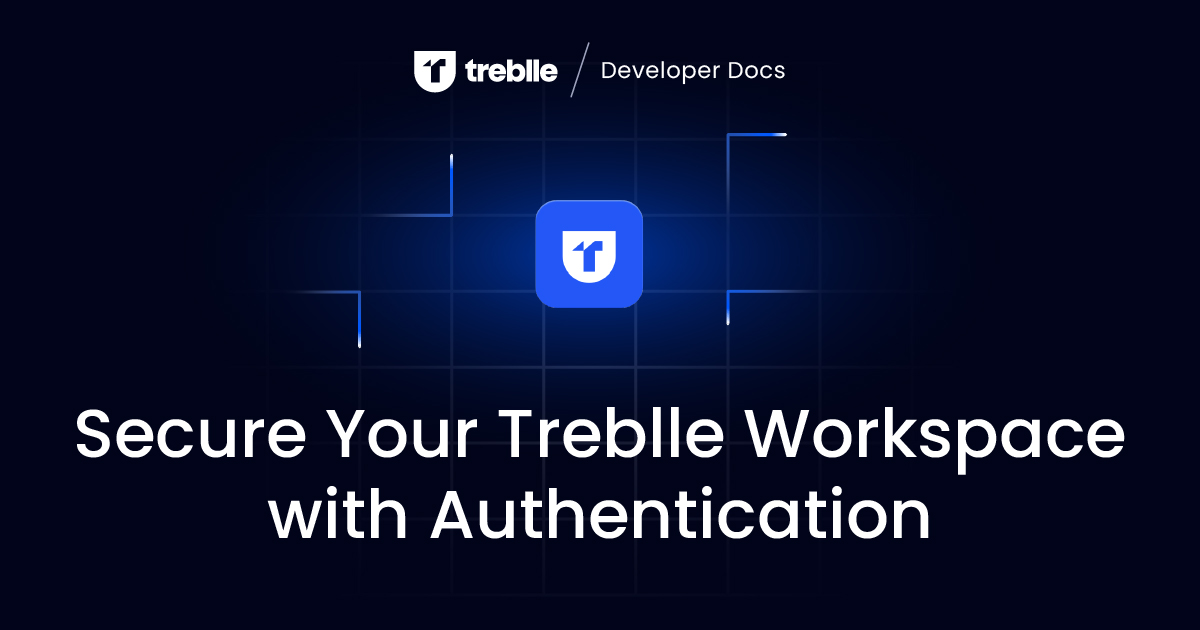 treblle / Developer Docs
Secure Your Treblle Workspace
with Authentication